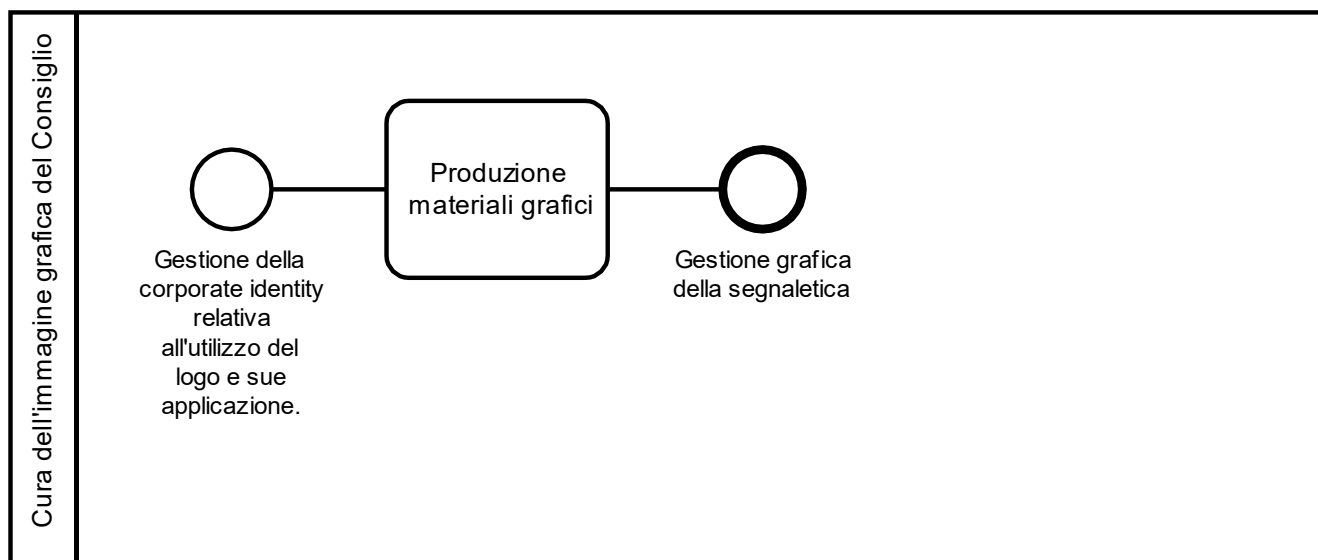 Cura dell'immagine grafica del Consiglio
Produzione
materiali grafici
Gestione della
corporate identity
relativa
all'utilizzo del
logo e sue
applicazione.
Gestione grafica
della segnaletica